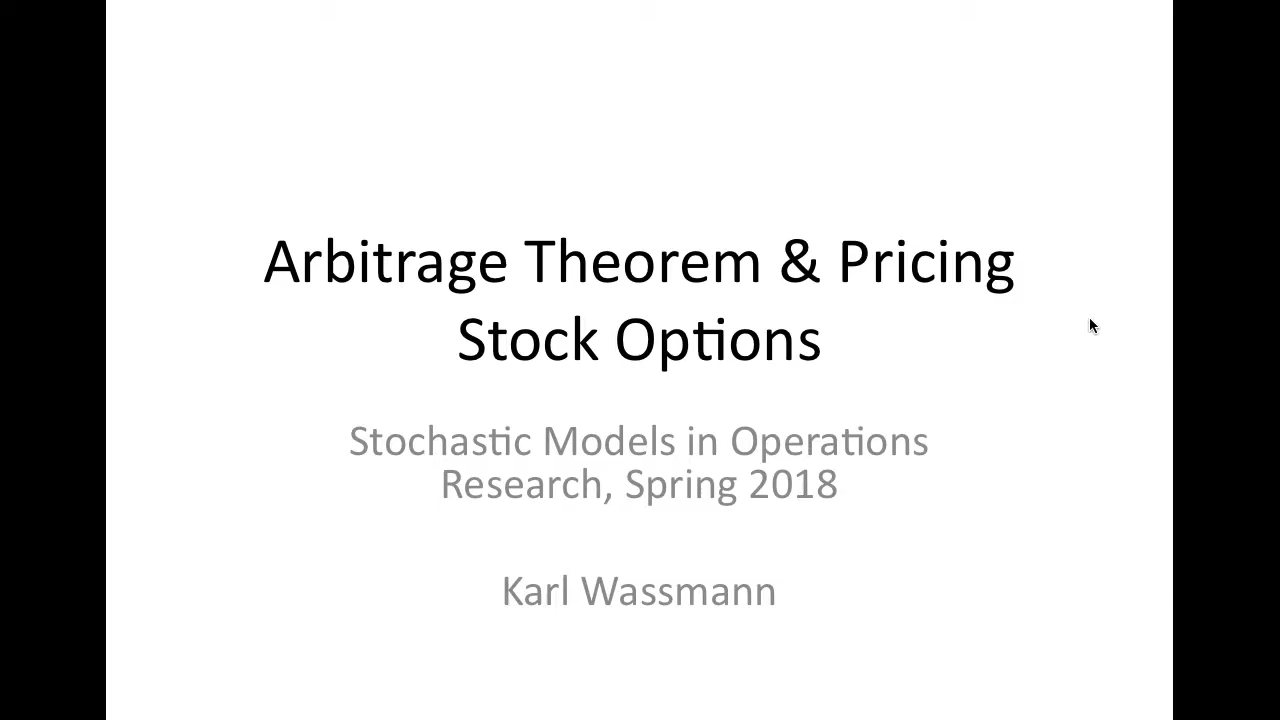 Arbitrage Theorem & Pricing
Stock Options
Stochastic Models in Operations
Research, Spring 2018
Karl Wassmann